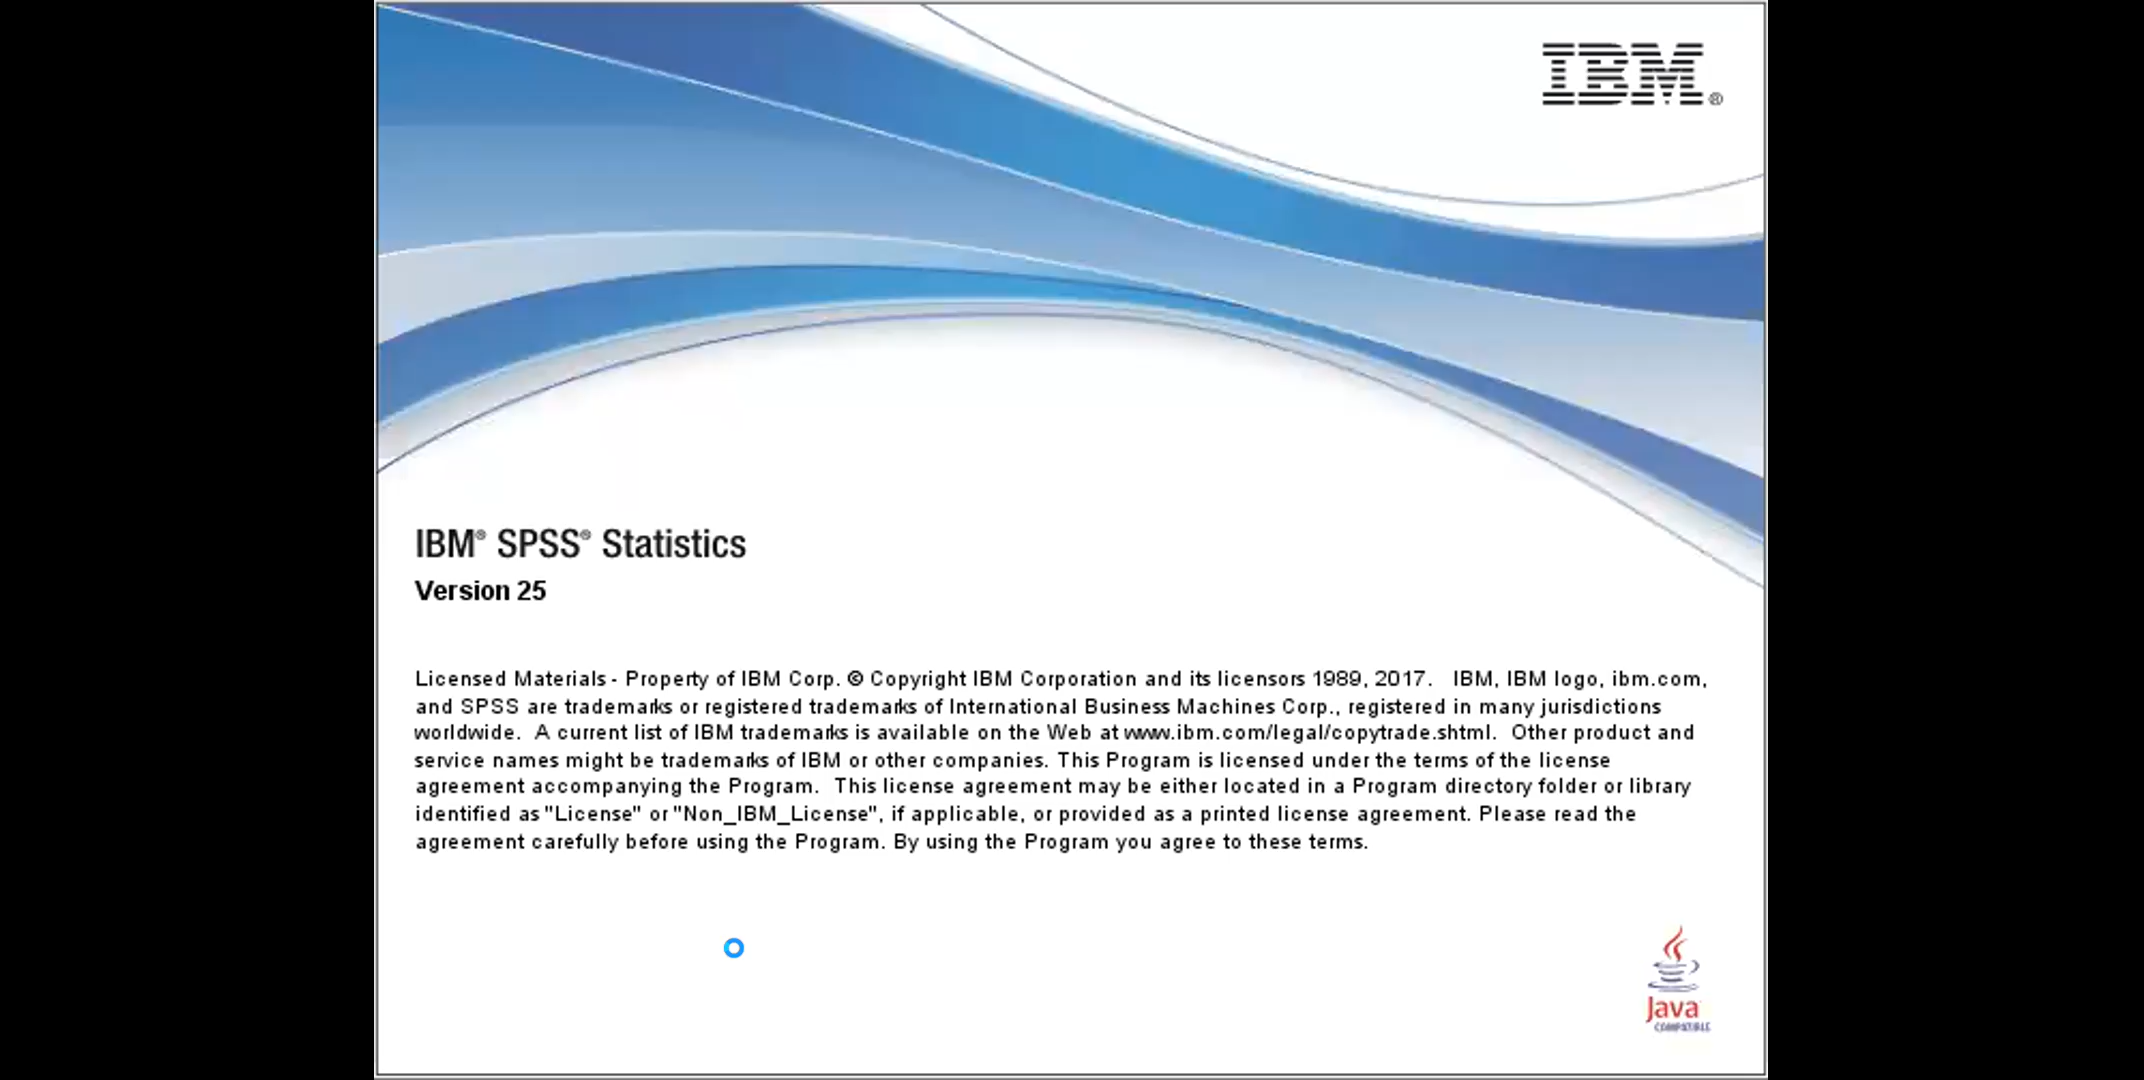 IBM®
IBM® SPSS® Statistics
Version 25
Licensed Materials - Property of IBM Corp. © Copyright IBM Corporation and its licensors 1989, 2017. IBM, IBM logo, ibm.com,
and SPSS are trademarks or registered trademarks of International Business Machines Corp., registered in many jurisdictions
worldwide. A current list of IBM trademarks is available on the Web at www.ibm.com/legal/copytrade.shtml. Other product and
service names might be trademarks of IBM or other companies. This Program is licensed under the terms of the license
agreement accompanying the Program. This license agreement may be either located in a Program directory folder or library
identified as "License" or "Non_IBM_License", if applicable, or provided as a printed license agreement. Please read the
agreement carefully before using the Program. By using the Program you agree to these terms.
Java
COMPATIBLE